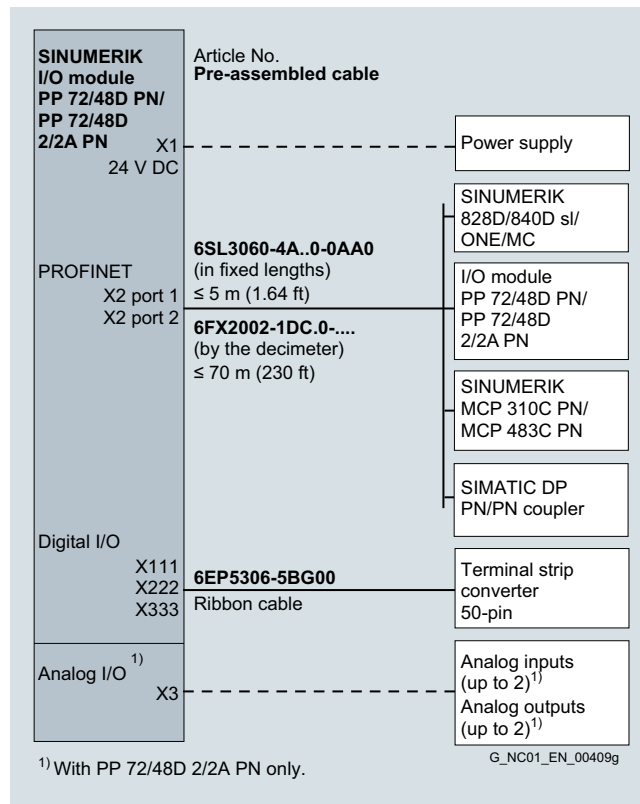 SINUMERIK
I/O module
PP 72/48D PN/
PP 72/48D
2/2A PN
X1
24 V DC
Article No.
Pre-assembled cable
Power supply
PROFINET
X2 port 1
X2 port 2
6SL3060-4A..0-0AA0
(in fixed lengths)
≤ 5 m (1.64 ft)
6FX2002-1DC.0-....
(by the decimeter)
≤ 70 m (230 ft)
SINUMERIK
828D/840D sl/
ONE/MC
I/O module
PP 72/48D PN/
PP 72/48D
2/2A PN
SINUMERIK
MCP 310C PN/
MCP 483C PN
SIMATIC DP
PN/PN coupler
Digital I/O
X111
X222
X333
6EP5306-5BG00
Ribbon cable
Terminal strip
converter
50-pin
Analog I/O 1)
X3
Analog inputs
(up to 2)1)
Analog outputs
(up to 2)1)
1) With PP 72/48D 2/2A PN only.
G_NC01_EN_00409g